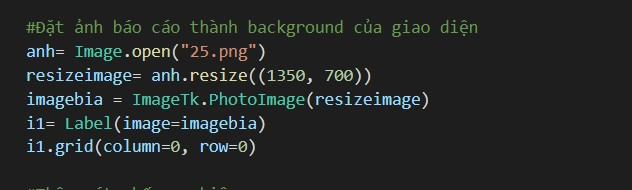 #Đặt ảnh báo cáo thành background của giao diện
anh= Image.open("25.png")
resizeimage= anh.resize((1350, 700))
imagebia = ImageTk.PhotoImage(resizeimage)
i1= Label(image=imagebia)
i1.grid(column=0, row=0)